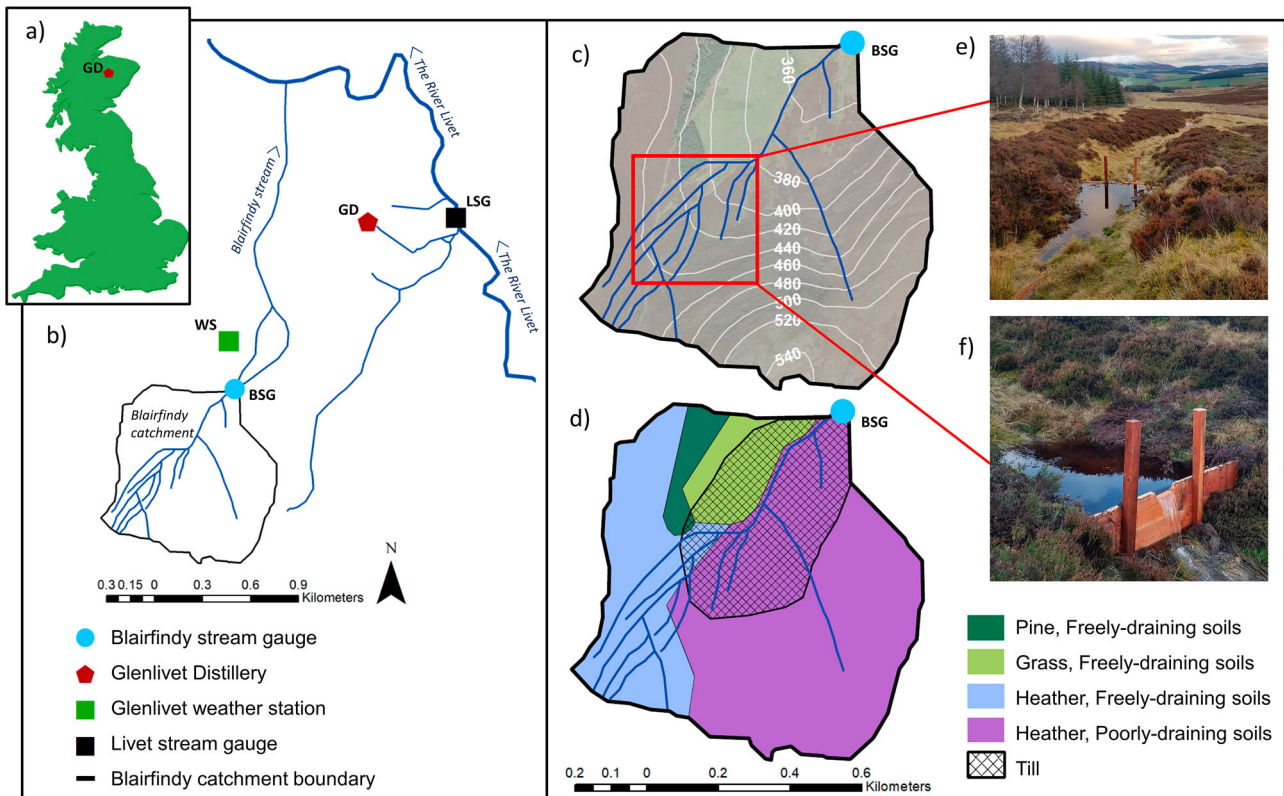 a)
GD
b)
<The River Livet
Blairfindy stream>
GD
LSG
<The River Livet
WS
BSG
Blairfindy
catchment
N
0.3 0.15 0 0.3 0.6 0.9
Kilometers
Blairfindy stream gauge
Glenlivet Distillery
Glenlivet weather station
Livet stream gauge
Blairfindy catchment boundary
c)
BSG
360
380
400
420
440
460
480
500
520
540
d)
BSG
0.2 0.1 0 0.2 0.4 0.6
Kilometers
e)
f)
Pine, Freely-draining soils
Grass, Freely-draining soils
Heather, Freely-draining soils
Heather, Poorly-draining soils
Till